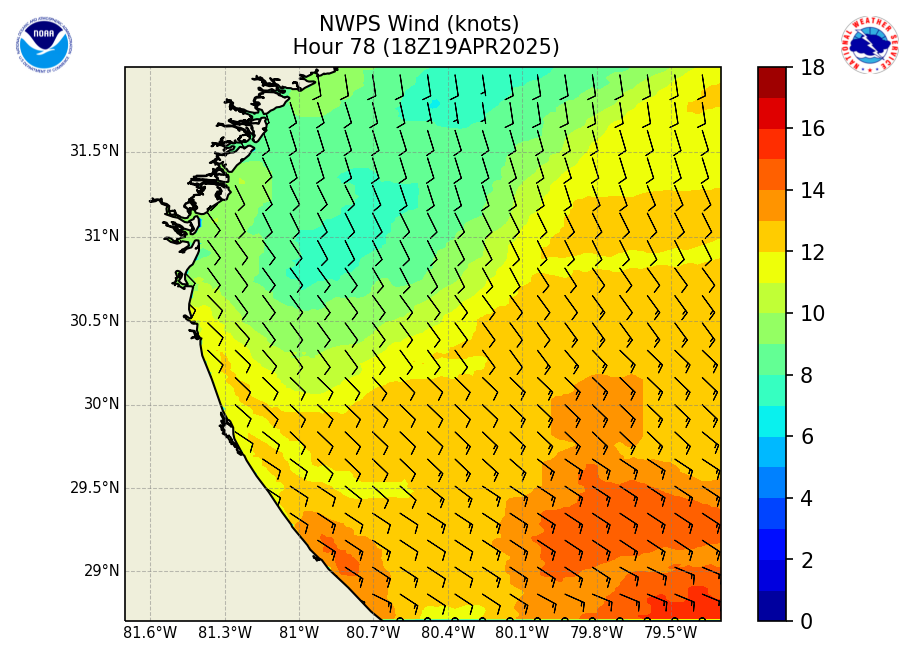 NWPS Wind (knots)
Hour 78 (18Z19APR2025)
NOAA
NATIONAL WEATHER SERVICE
31.5°N
31°N
30.5°N
30°N
29.5°N
29°N
81.6°W 81.3°W 81°W 80.7°W 80.4°W 80.1°W 79.8°W 79.5°W
18
16
14
12
10
8
6
4
2
0